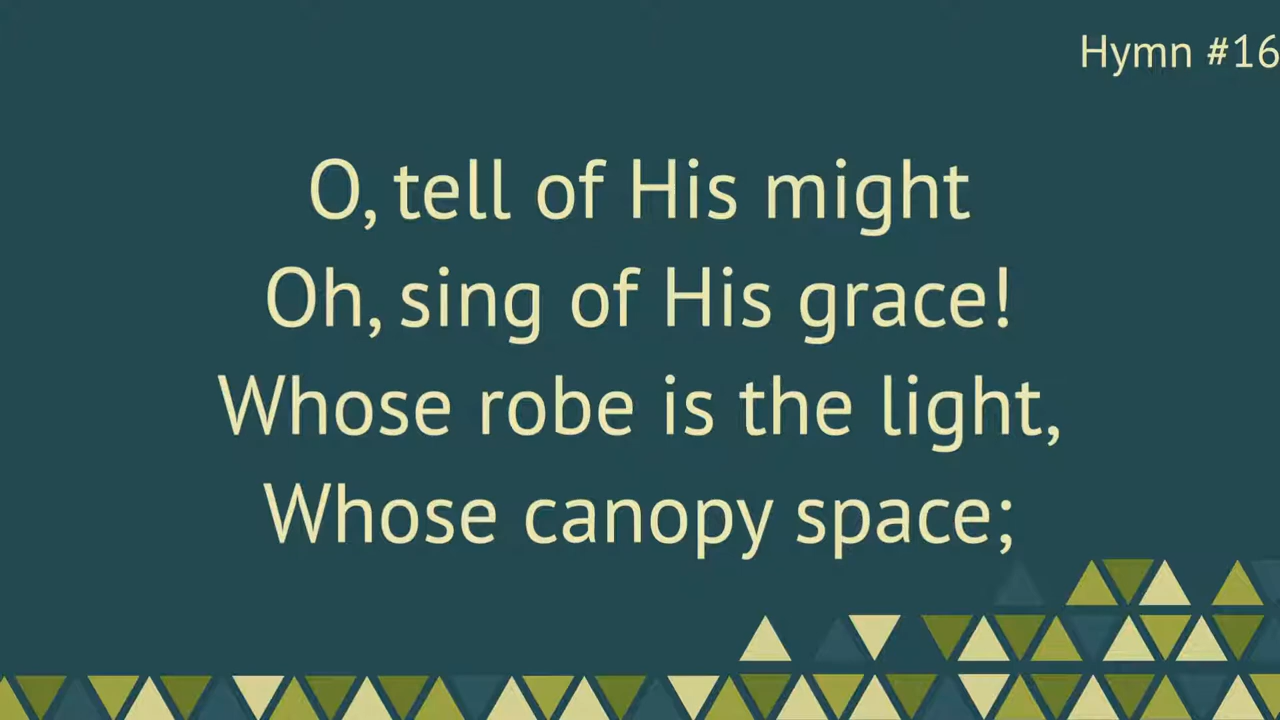 Hymn #16
O, tell of His might
Oh, sing of His grace!
Whose robe is the light,
Whose canopy space;